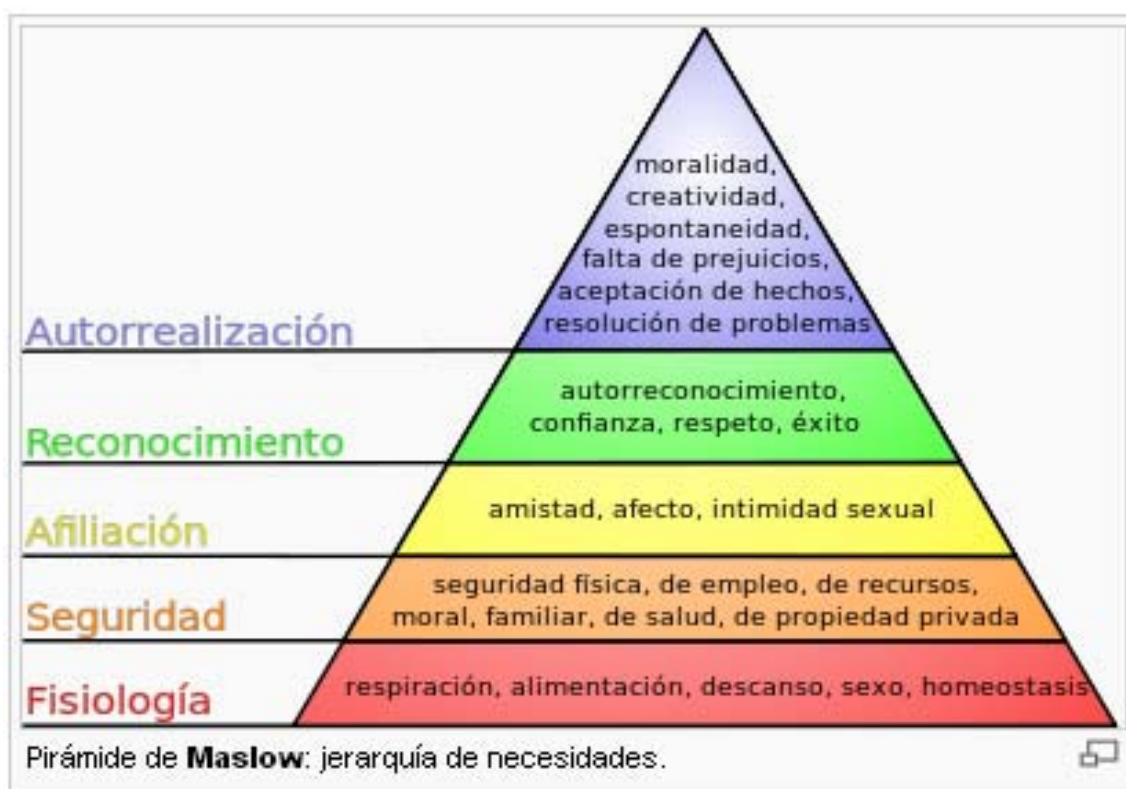 moralidad,
creatividad,
espontaneidad,
falta de prejuicios,
aceptación de hechos,
resolución de problemas
Autorrealización
autorreconocimiento,
confianza, respeto, éxito
Reconocimiento
amistad, afecto, intimidad sexual
Afiliación
seguridad física, de empleo, de recursos,
moral, familiar, de salud, de propiedad privada
Seguridad
respiración, alimentación, descanso, sexo, homeostasis
Fisiología
Pirámide de Maslow: jerarquía de necesidades.